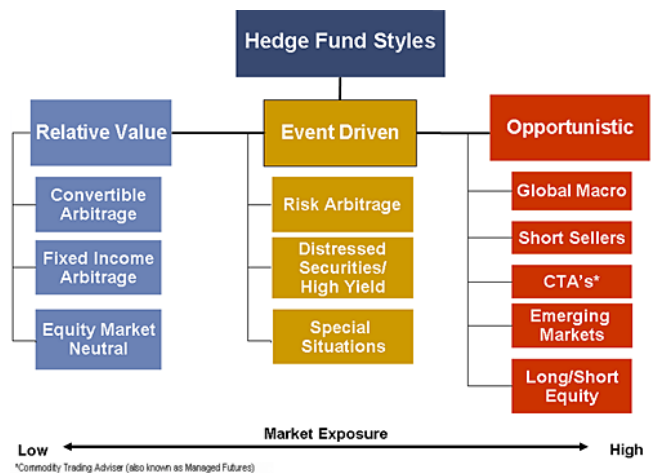 Hedge Fund Styles
Relative Value
Event Driven
Opportunistic
Convertible
Arbitrage
Fixed Income
Arbitrage
Equity Market
Neutral
Risk Arbitrage
Distressed
Securities/
High Yield
Special
Situations
Global Macro
Short Sellers
CTA's*
Emerging
Markets
Long/Short
Equity
Market Exposure
Low
High
*Commodity Trading Adviser (also known as Managed Futures)